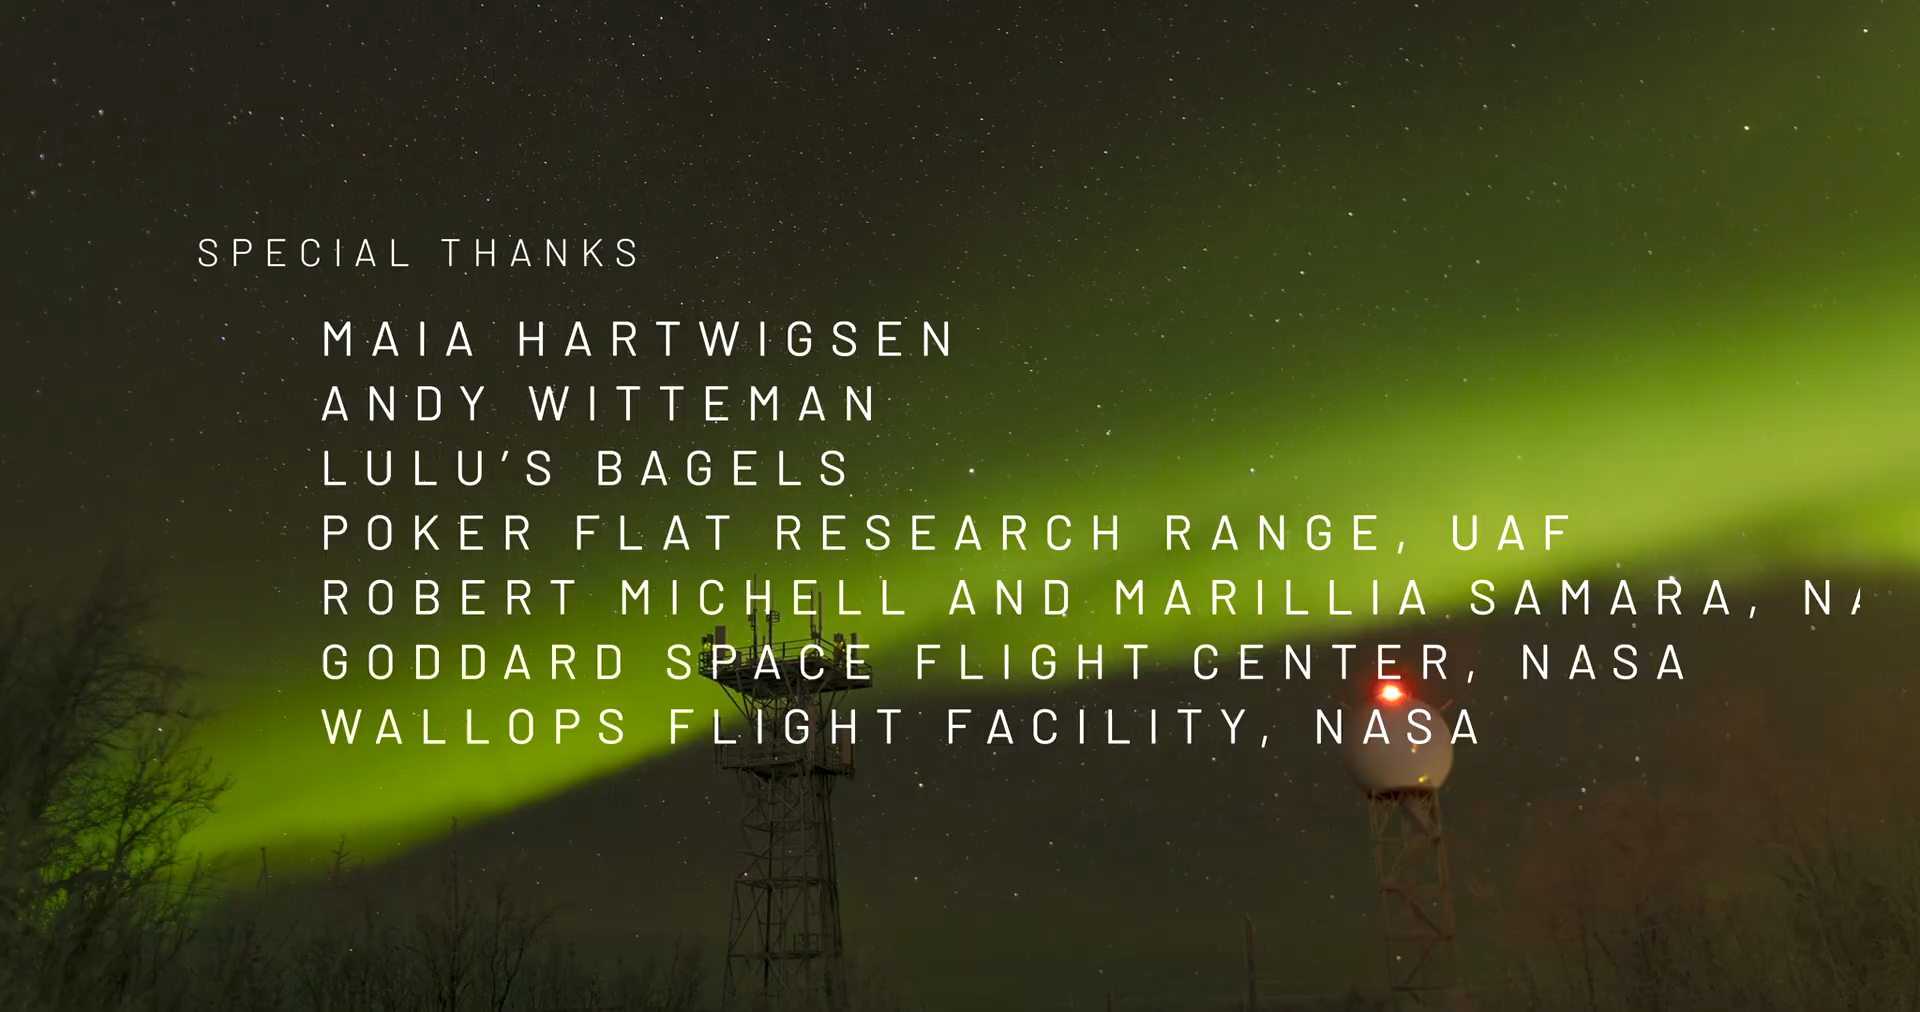 SPECIAL THANKS
MAIA HARTWIGSEN
ANDY WITTEMAN
LULU’S BAGELS
POKER FLAT RESEARCH RANGE, UAF
ROBERT MICHELL AND MARILLIA SAMARA,
GODDARD SPACE FLIGHT CENTER, NASA
WALLOPS FLIGHT FACILITY, NASA